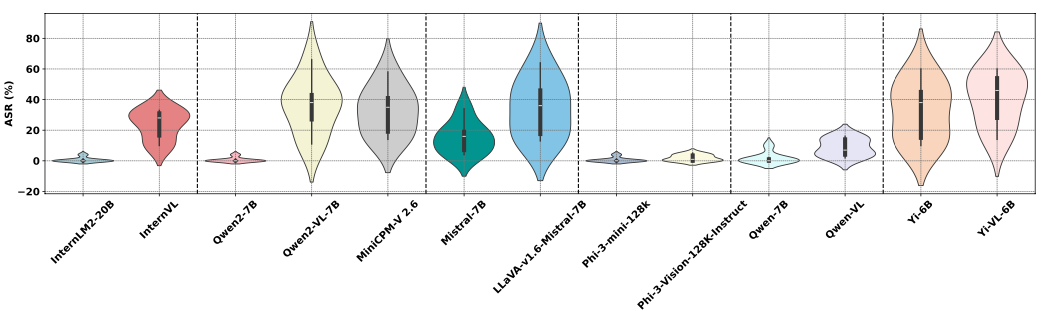 ASR (%)
80
60
40
20
0
−20
InternLM2-20B
InternVL
Qwen2-7B
Qwen2-VL-7B
MiniCPM-V 2.6
Mistral-7B
LLaVA-v1.6-Mistral-7B
Phi-3-mini-128k
Phi-3-Vision-128K-Instruct
Qwen-7B
Qwen-VL
Yi-6B
Yi-VL-6B